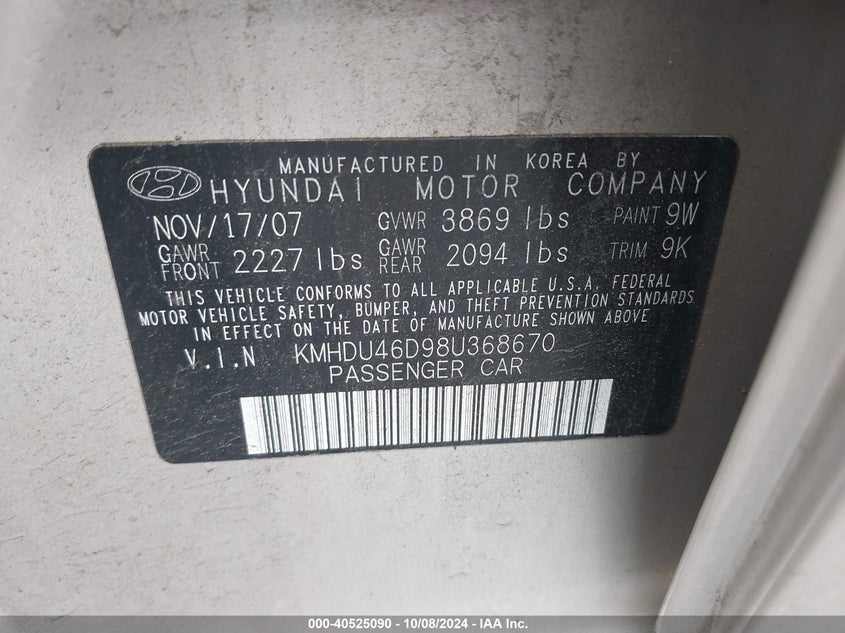 MANUFACTURED IN KOREA BY
HYUNDAI MOTOR COMPANY
NOV/17/07 GVWR 3869 lbs PAINT 9W
GAWR FRONT 2227 lbs GAWR REAR 2094 lbs TRIM 9K
THIS VEHICLE CONFORMS TO ALL APPLICABLE U.S.A. FEDERAL
MOTOR VEHICLE SAFETY, BUMPER, AND THEFT PREVENTION STANDARDS
IN EFFECT ON THE DATE OF MANUFACTURE SHOWN ABOVE
V.I.N KMHDU46D98U368670
PASSENGER CAR
000-40525090 - 10/08/2024 - IAA Inc.